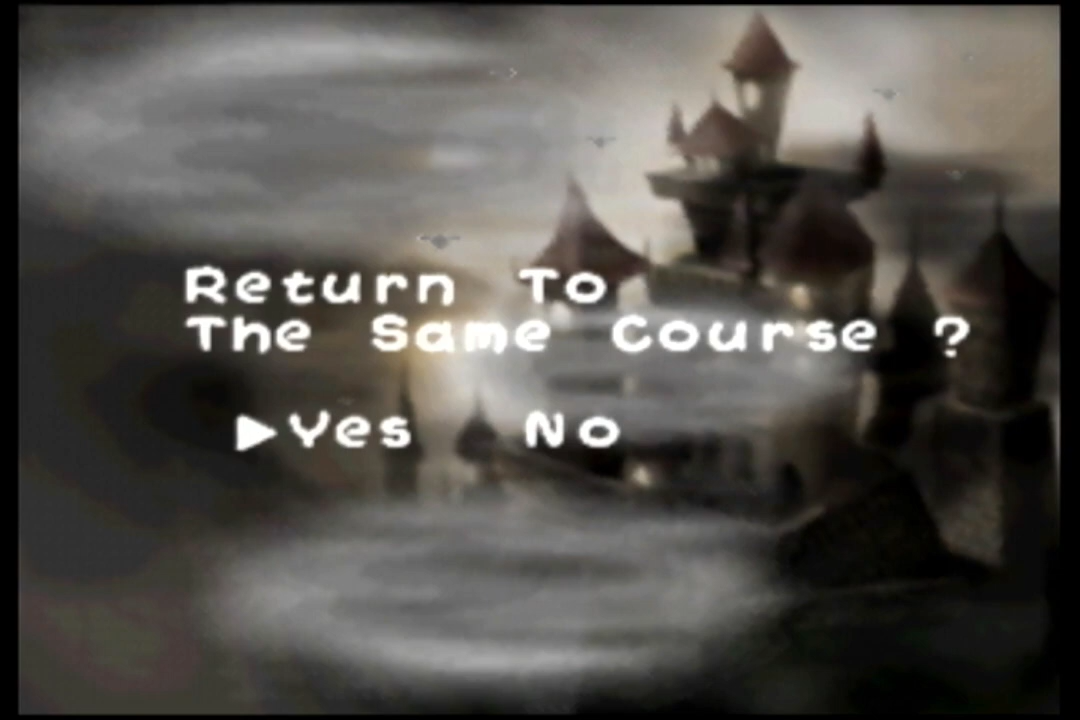 Return To
The Same Course ?
▶Yes No